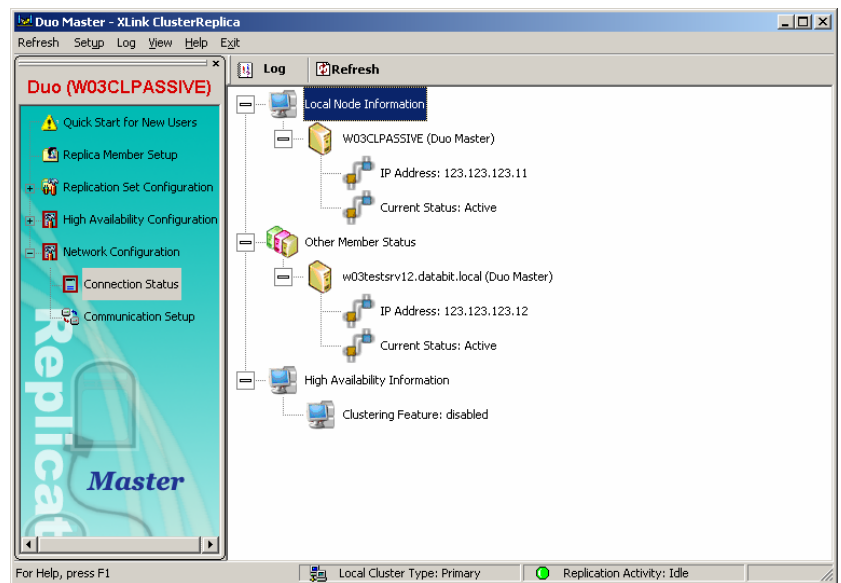 Duo Master - XLink ClusterReplica
Refresh Setup Log View Help Exit
Duo (W03CLPASSIVE)
Quick Start for New Users
Replica Member Setup
Replication Set Configuration
High Availability Configuration
Network Configuration
Connection Status
Communication Setup
Replicat
Master
Log Refresh
Local Node Information
W03CLPASSIVE (Duo Master)
IP Address: 123.123.123.11
Current Status: Active
Other Member Status
w03testsrv12.databit.local (Duo Master)
IP Address: 123.123.123.12
Current Status: Active
High Availability Information
Clustering Feature: disabled
For Help, press F1 Local Cluster Type: Primary Replication Activity: Idle